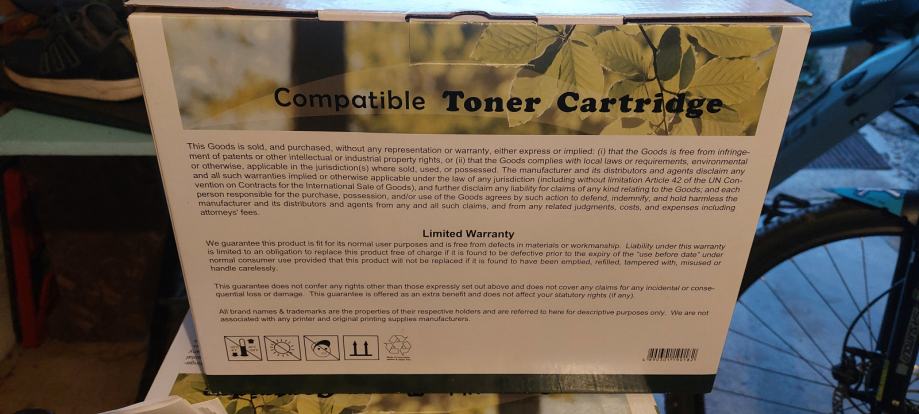 Compatible Toner Cartridge
This Goods is sold, and purchased, without any representation or warranty, either express or implied: (i) that the Goods is free from infringe-
ment of patents or other intellectual or industrial property rights, or (ii) that the Goods complies with local laws or requirements, environmental
or otherwise, applicable in the jurisdiction(s) where sold, used, or possessed. The manufacturer and its distributors and agents disclaim any
and all such warranties implied or otherwise applicable under the law of any jurisdiction (including without limitation Article 42 of the UN Con-
vention on Contracts for the International Sale of Goods), and further disclaim any liability for claims of any kind relating to the Goods; and each
person responsible for the purchase, possession, and/or use of the Goods agrees by such action to defend, indemnify, and hold harmless the
manufacturer and its distributors and agents from any and all such claims, and from any related judgments, costs, and expenses including
attorneys' fees.
Limited Warranty
We guarantee this product is fit for its normal user purposes and is free from defects in materials or workmanship. Liability under this warranty
is limited to an obligation to replace this product free of charge if it is found to be defective prior to the expiry of the "use before date" under
normal consumer use provided that this product will not be replaced if it is found to have been emptied, refilled, tampered with, misused or
handle carelessly.
This guarantee does not confer any rights other than those expressly set out above and does not cover any claims for any incidental or conse-
quential loss or damage. This guarantee is offered as an extra benefit and does not affect your statutory rights (if any).
All brand names & trademarks are the properties of their respective holders and are referred to here for descriptive purposes only. We are not
associated with any printer and original printing supplies manufacturers.